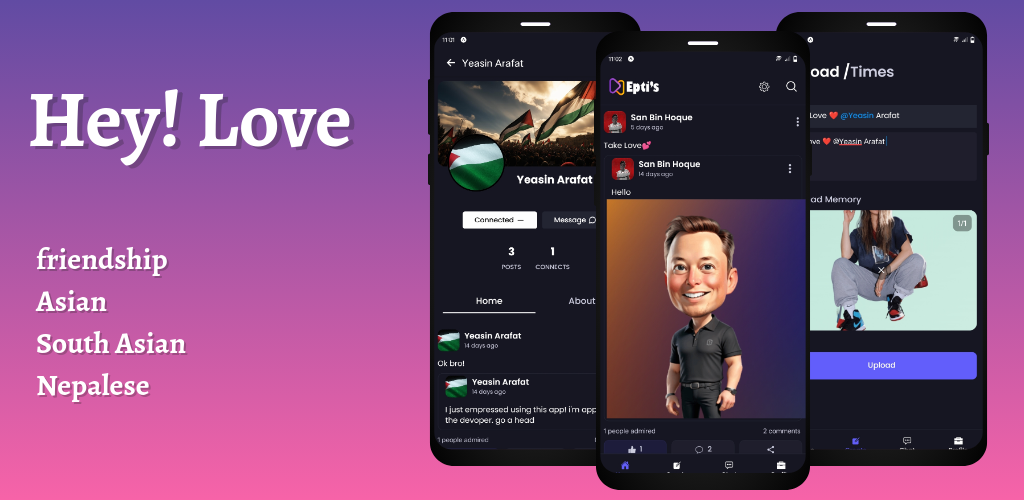 Hey! Love
friendship
Asian
South Asian
Nepalese
11:01
Yeasin Arafat
Yeasin Arafat
Connected —
Message
3
1
POSTS
CONNECTS
Home
About
Yeasin Arafat
14 days ago
Ok bro!
Yeasin Arafat
14 days ago
I just empressed using this app! i'm app
the devoper. go a head
1 people admired
11:02
Epti's
San Bin Hoque
5 days ago
Take Love💕
San Bin Hoque
14 days ago
Hello
1 people admired
2 comments
1
2
oad /Times
Love ❤️ @Yeasin Arafat
ove ❤️ @Yeasin Arafat
ad Memory
1/1
Upload